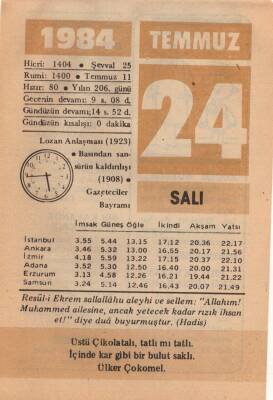 1984 TEMMUZ
Hicri: 1404 • Şevval 25
Rumi: 1400 • Temmuz 11
Hızır: 80 • Yılın 206. günü
Gecenin devamı: 9 s, 08 d,
Gündüzün devamı;14 s. 52 d.
Gündüzün kısalışı: 0 dakika
24
SALI
Lozan Anlaşması (1923)
• Basından san-
sürün kaldırılışı
(1908) •
Gazeteciler
Bayramı
İmsak Güneş Öğle İkindi Akşam Yatsı
İstanbul 3.55 5.44 13.15 17.12 20.36 22.17
Ankara 3.46 5.32 13.00 16.55 20.17 21.56
İzmir 4.18 5.59 13.22 17.15 20.37 22.10
Adana 3.52 5.30 12.50 16.40 20.00 21.31
Erzurum 3.13 4.58 12.26 16.21 19.44 21.22
Samsun 3.24 5.14 12.46 16.43 20.07 21.49
Resûl-i Ekrem sallallâhu aleyhi ve sellem: "Allahım!
Muhammed ailesine, ancak yetecek kadar rızık ihsan
et!" diye duâ buyurmuştur. (Hadis)
Üstü Çikolatalı, tatlı mı tatlı.
İçinde kar gibi bir bulut saklı.
Ülker Çokomel.